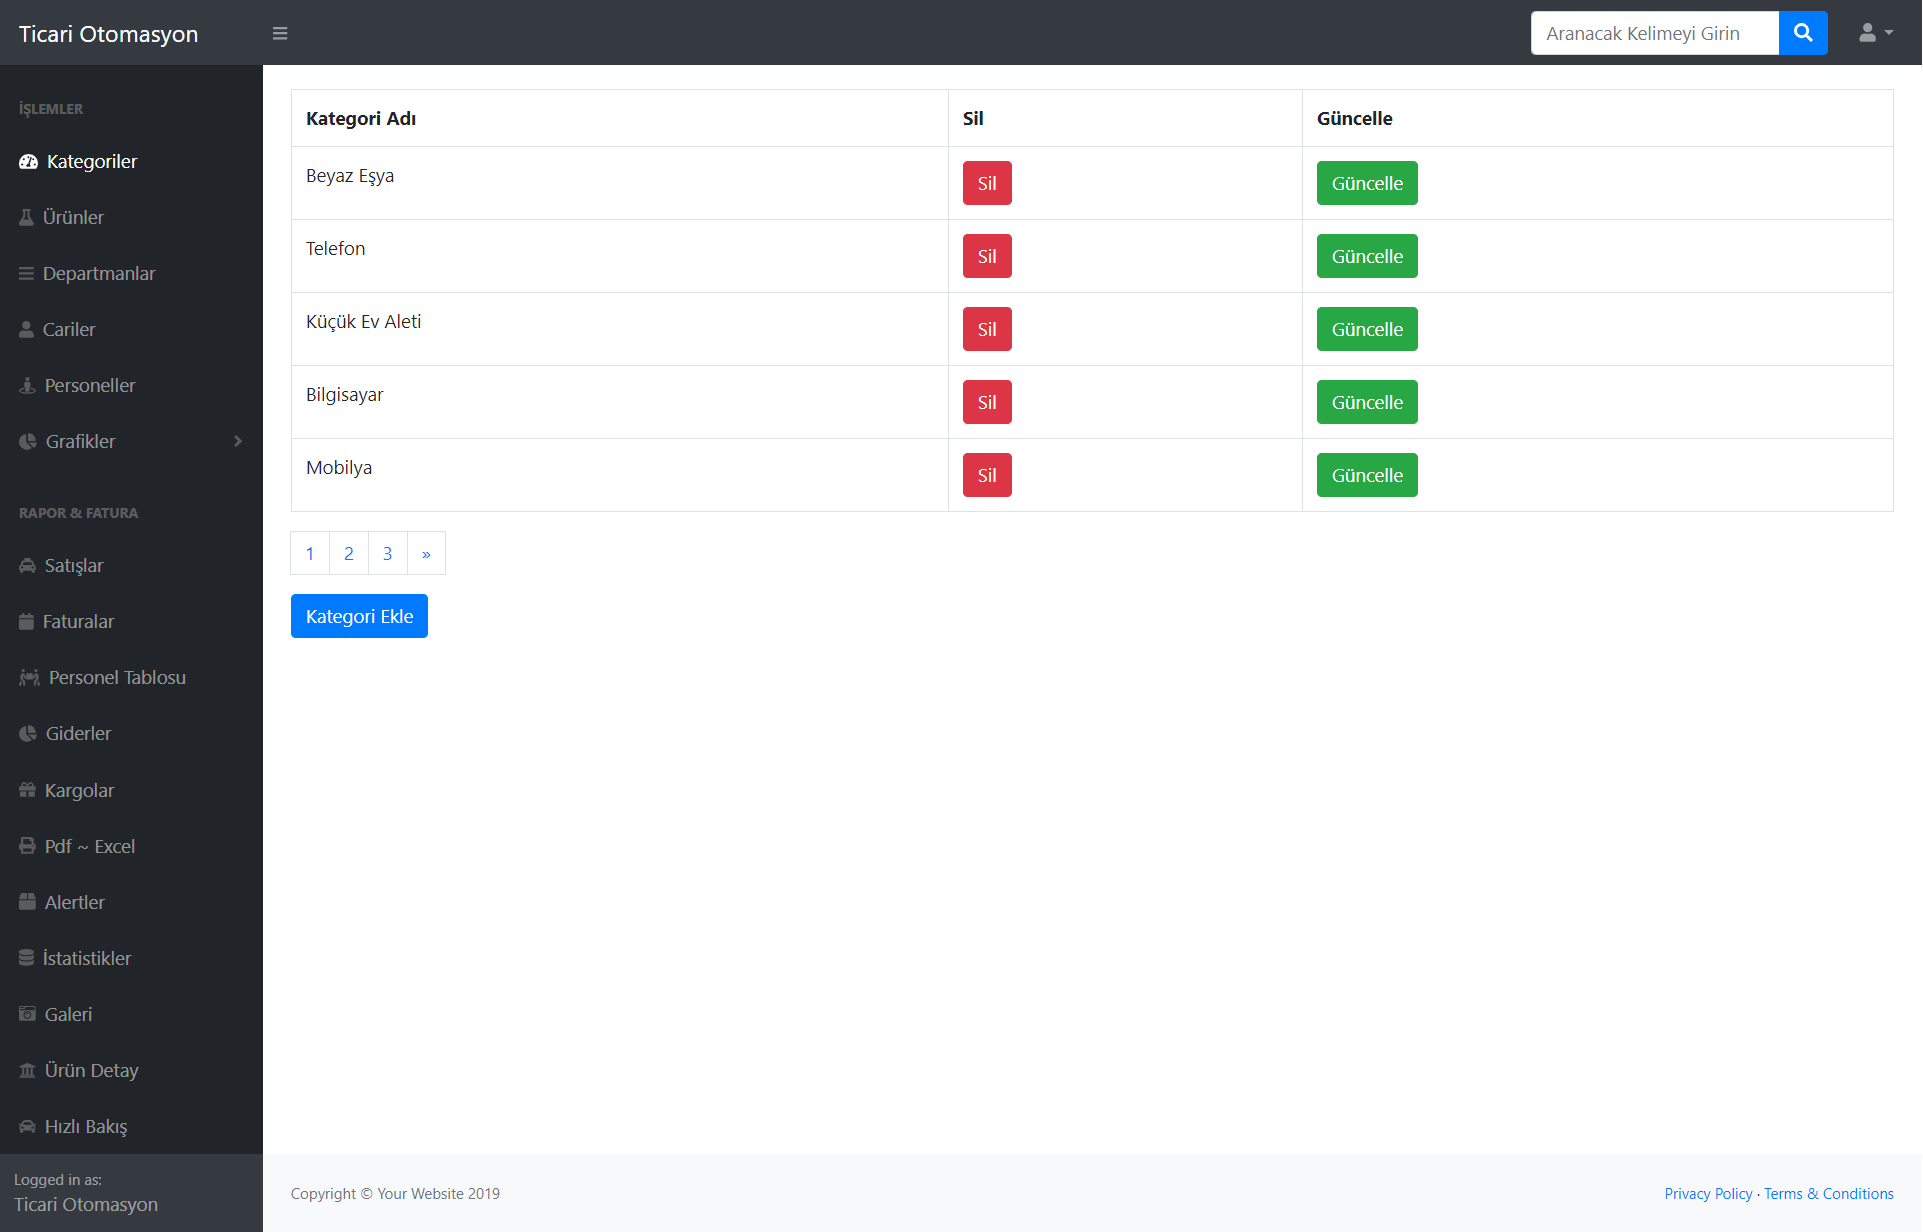 Ticari Otomasyon
Aranacak Kelimeyi Girin
İŞLEMLER
Kategoriler
Ürünler
Departmanlar
Cariler
Personeller
Grafikler
RAPOR & FATURA
Satışlar
Faturalar
Personel Tablosu
Giderler
Kargolar
Pdf ~ Excel
Alertler
İstatistikler
Galeri
Ürün Detay
Hızlı Bakış
Logged in as:
Ticari Otomasyon
Kategori Adı Sil Güncelle
Beyaz Eşya Sil Güncelle
Telefon Sil Güncelle
Küçük Ev Aleti Sil Güncelle
Bilgisayar Sil Güncelle
Mobilya Sil Güncelle
1 2 3 »
Kategori Ekle
Copyright © Your Website 2019
Privacy Policy · Terms & Conditions